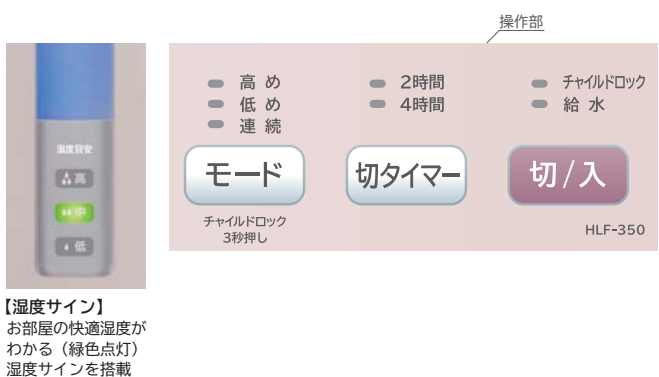 操作部
湿度目安
高
中
低
高め
低め
連続
モード
チャイルドロック
3秒押し
2時間
4時間
切タイマー
チャイルドロック
給水
切/入
HLF-350
【湿度サイン】
お部屋の快適湿度が
わかる（緑色点灯）
湿度サインを搭載